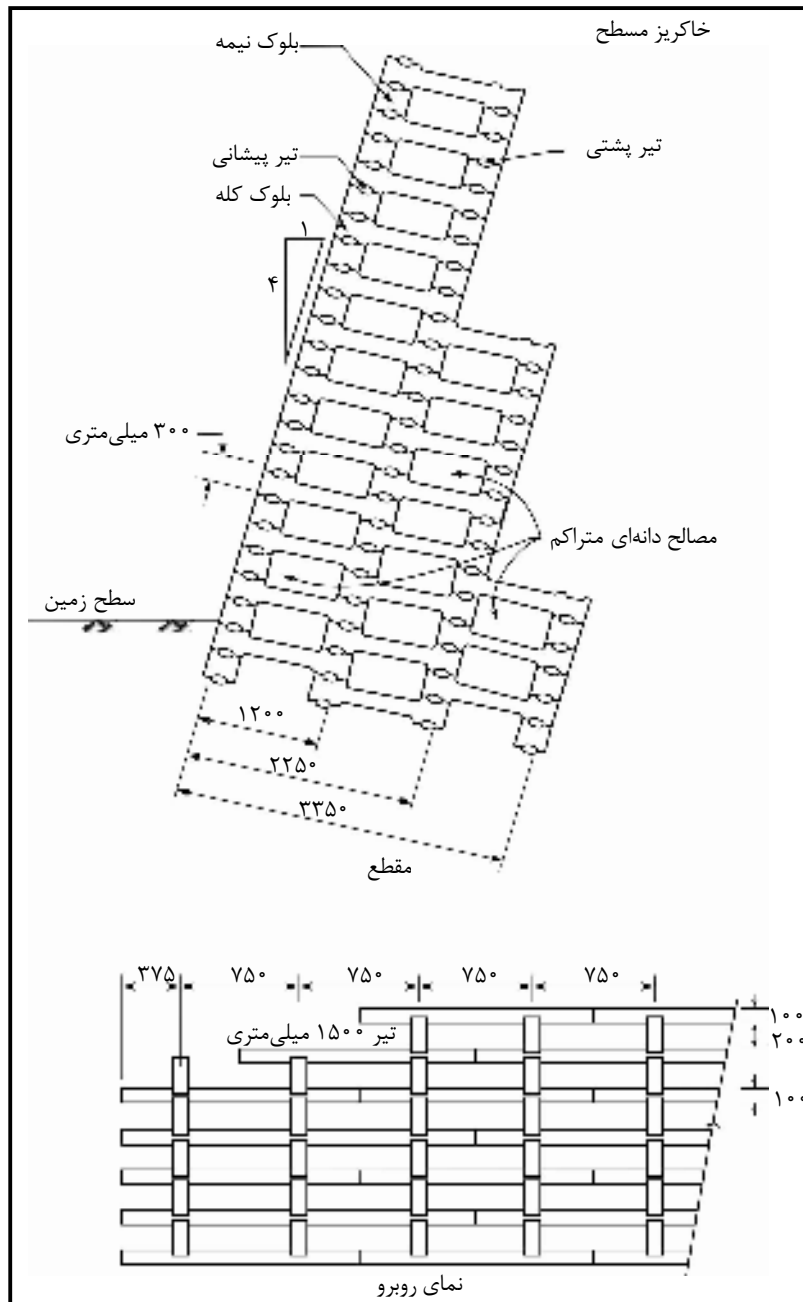 خاکریز مسطح
بلوک نیمه
تیر پشتی
تیر پیشانی
بلوک کله
۱
۴
۳۰۰ میلی‌متری
مصالح دانه‌ای متراکم
سطح زمین
۱۲۰۰
۲۲۵۰
۳۳۵۰
مقطع
۳۷۵
۷۵۰
۷۵۰
۷۵۰
۷۵۰
۱۰۰
تیر ۱۵۰۰ میلی‌متری
۲۰۰
۱۰۰
نمای روبرو